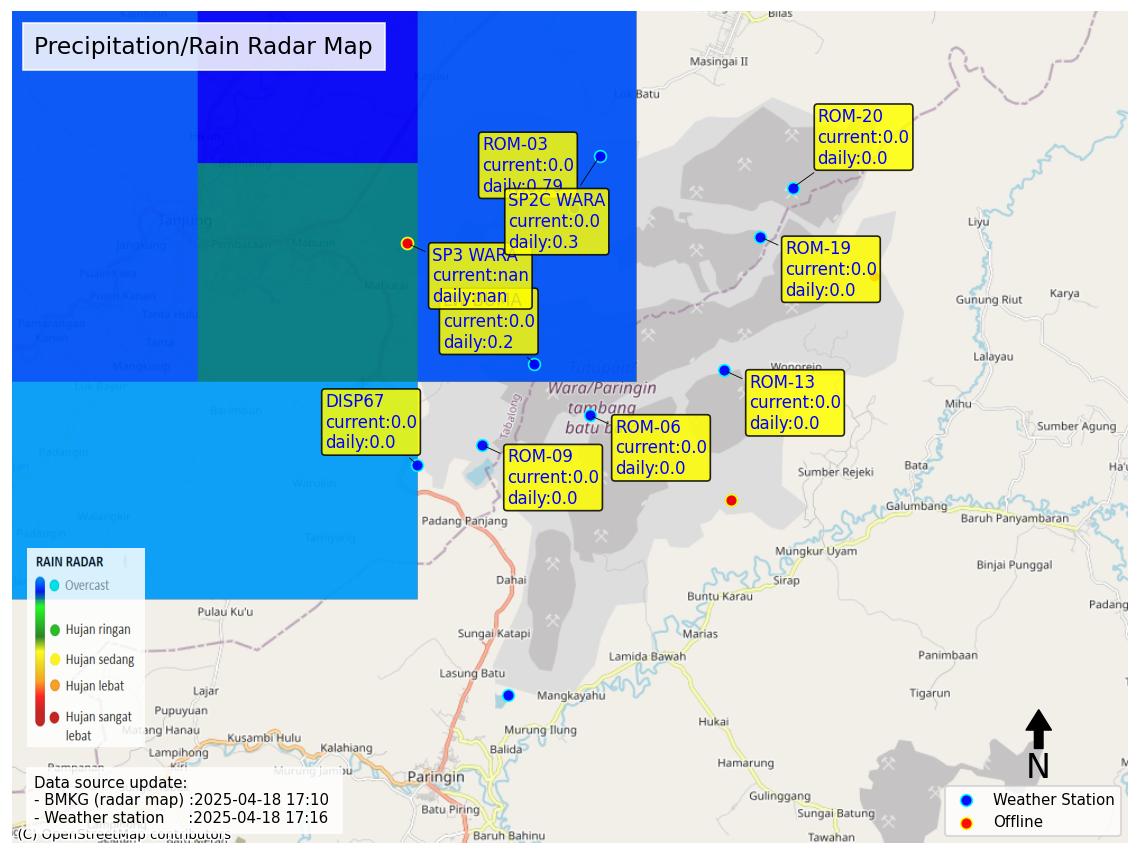 Precipitation/Rain Radar Map
Bilas
Masingai II
Lok Batu
ROM-20
current:0.0
daily:0.0
ROM-03
current:0.0
daily:0.79
SP2C WARA
current:0.0
daily:0.3
Tanjung
Jangkung
Pembataan
Mabuun
Maburai
SP3 WARA
current:nan
daily:nan
current:0.0
daily:0.2
ROM-19
current:0.0
daily:0.0
Liyu
Gunung Riut
Karya
Lalayau
Mihu
Wonorejo
Wara/Paringin
tambang
batu b
Tabalong
ROM-13
current:0.0
daily:0.0
DISP67
current:0.0
daily:0.0
ROM-06
current:0.0
daily:0.0
ROM-09
current:0.0
daily:0.0
Sumber Agung
Bata
Ha'u
Sumber Rejeki
Galumbang
Baruh Panyambaran
Padang Panjang
Mungkur Uyam
Binjai Punggal
Dahai
Sirap
Buntu Karau
Padang
RAIN RADAR
Overcast
Hujan ringan
Hujan sedang
Hujan lebat
Hujan sangat
lebat
Pulau Ku'u
Sungai Katapi
Marias
Lamida Bawah
Panimbaan
Lasung Batu
Mangkayahu
Tigarun
Lajar
Pupuyuan
Matang Hanau
Hukai
Murung Ilung
Kusambi Hulu
Lampihong
Kalahiang
Balida
Hamarung
Murung Jambu
Paringin
Gulinggang
Batu Piring
Sungai Batung
Baruh Bahinu
Tawahan
N
Data source update:
- BMKG (radar map) :2025-04-18 17:10
- Weather station :2025-04-18 17:16
(C) OpenStreetMap contributors
Weather Station
Offline